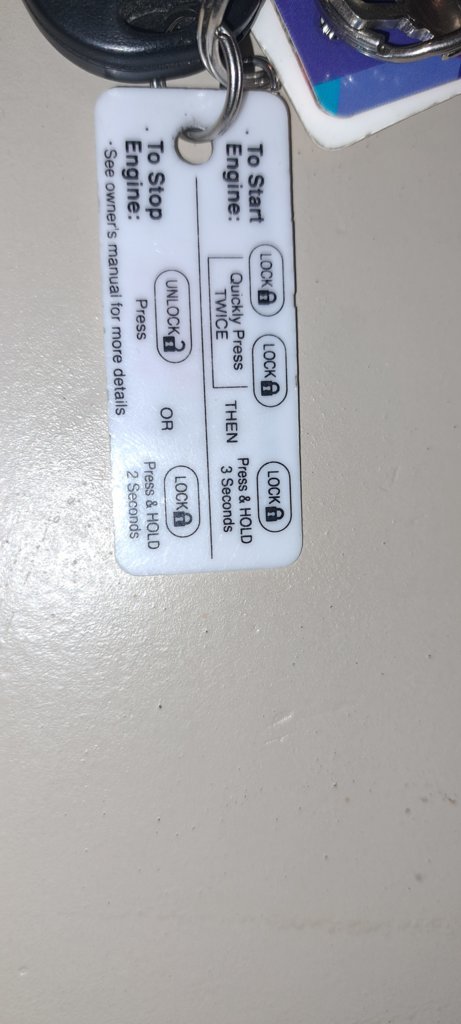 · To Start
Engine:
LOCK
LOCK
LOCK
Quickly Press
TWICE
THEN
Press & HOLD
3 Seconds
· To Stop
Engine:
UNLOCK
Press
OR
LOCK
Press & HOLD
2 Seconds
·See owner's manual for more details